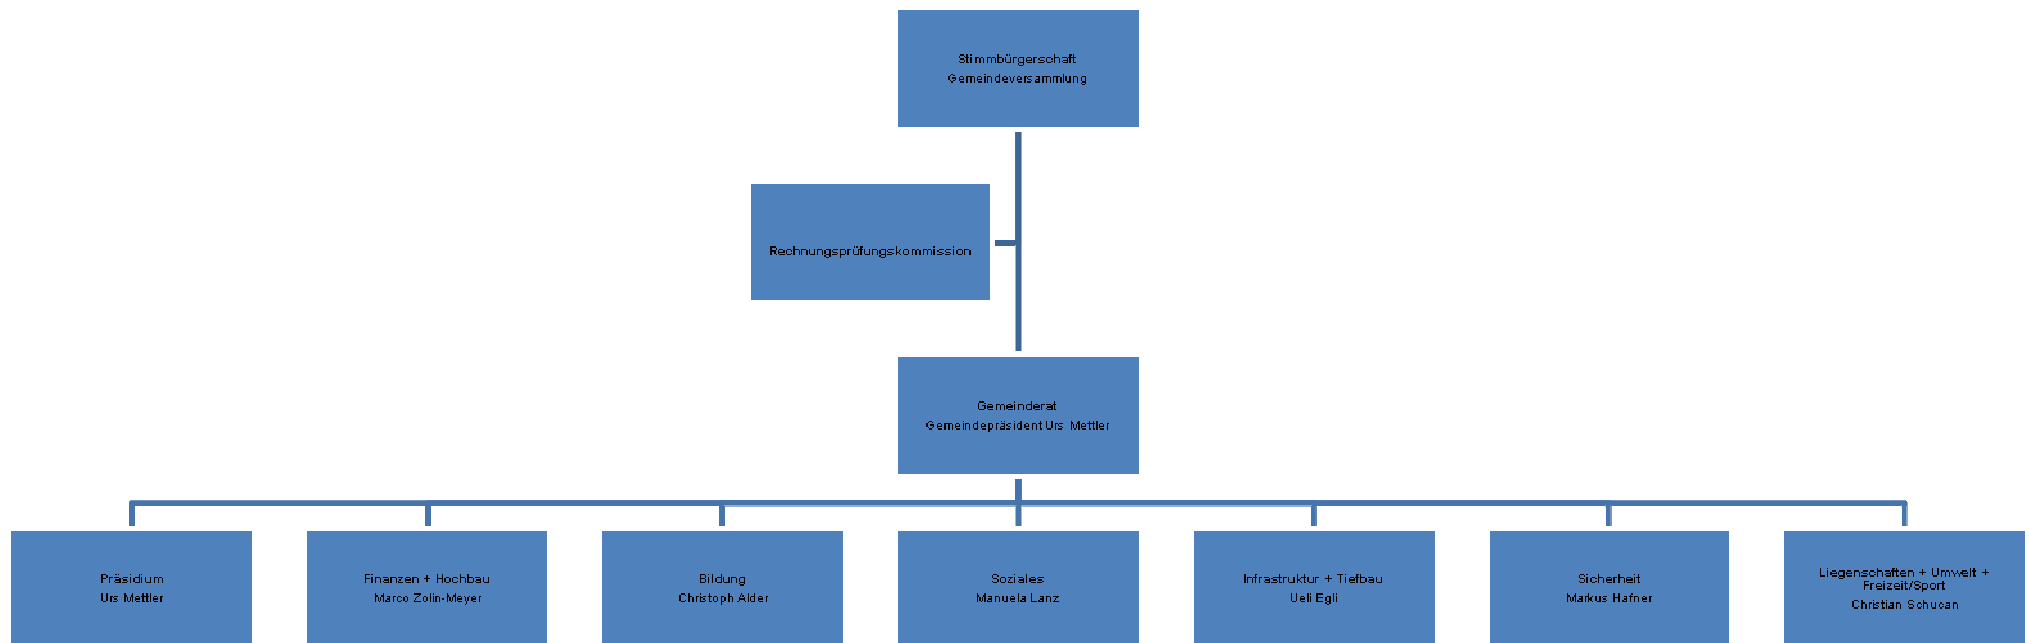 Stimmbürgerschaft
Gemeindeversammlung
Rechnungsprüfungskommission
Gemeinderat
Gemeindepräsident Urs Mettler
Präsidium
Urs Mettler
Finanzen + Hochbau
Marco Zolin-Meyer
Bildung
Christoph Alder
Soziales
Manuela Lanz
Infrastruktur + Tiefbau
Ueli Egli
Sicherheit
Markus Hafner
Liegenschaften + Umwelt +
Freizeit/Sport
Christian Schucan